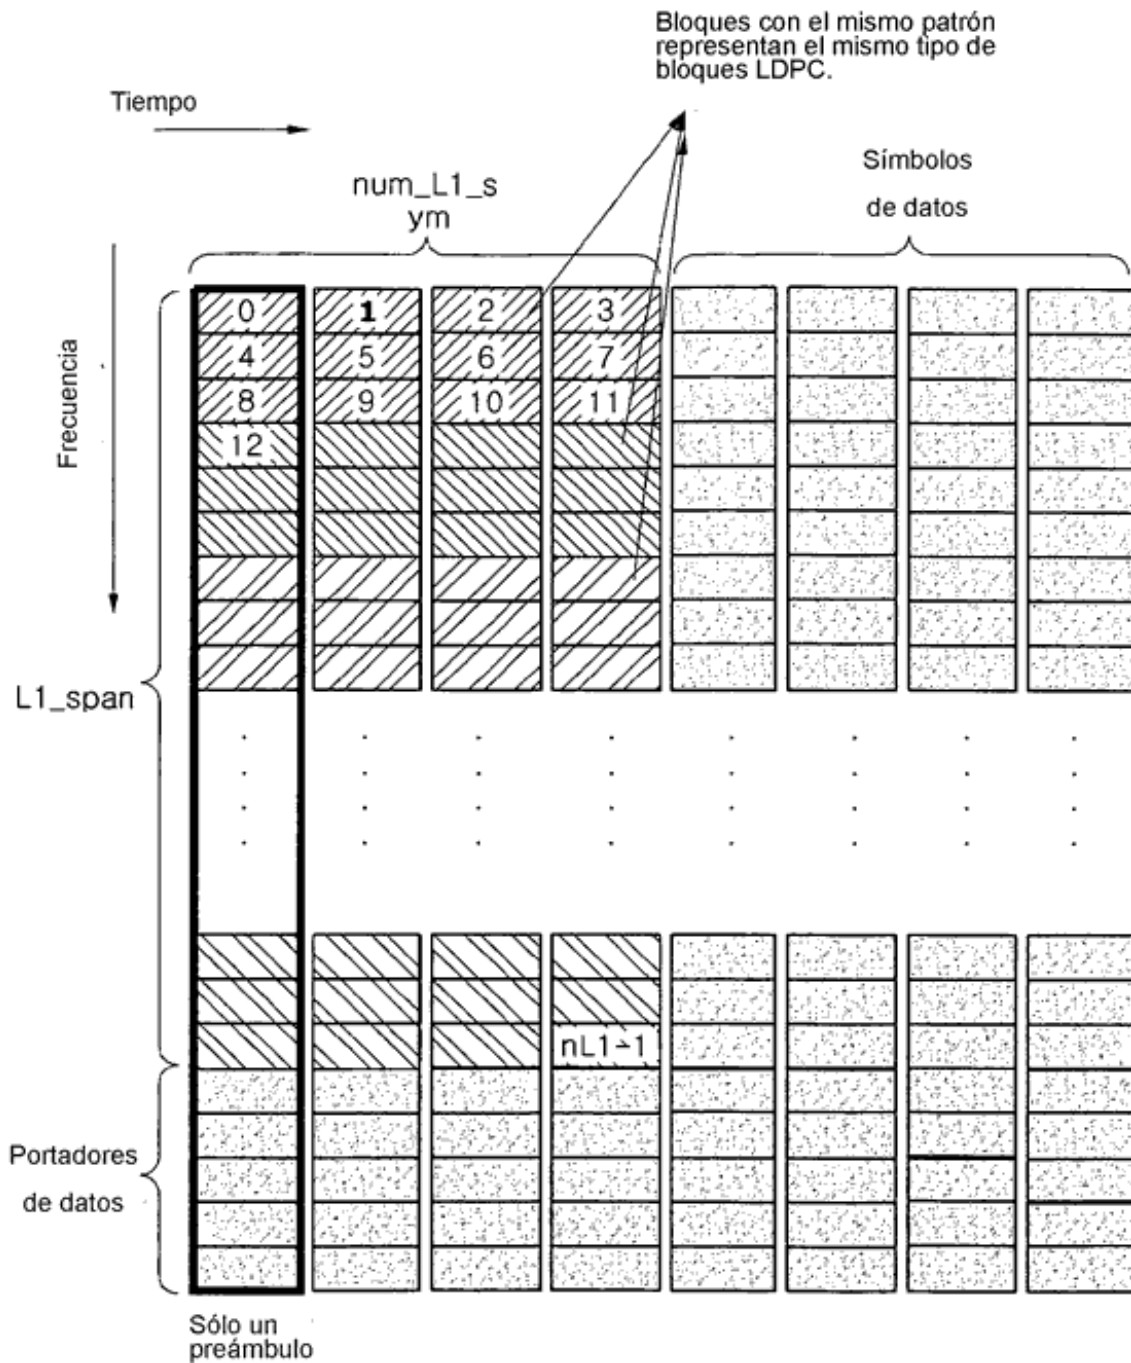 Bloques con el mismo patrón
representan el mismo tipo de
bloques LDPC.
Tiempo
Símbolos
de datos
num_L1_s
ym
Frecuencia
0 1 2 3
4 5 6 7
8 9 10 11
12
L1_span
nL1-1
Portadores
de datos
Sólo un
preámbulo